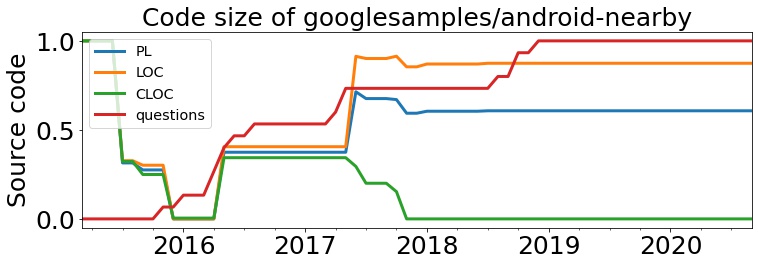 Code size of googlesamples/android-nearby
Source code
1.0
0.5
0.0
PL
LOC
CLOC
questions
2016 2017 2018 2019 2020